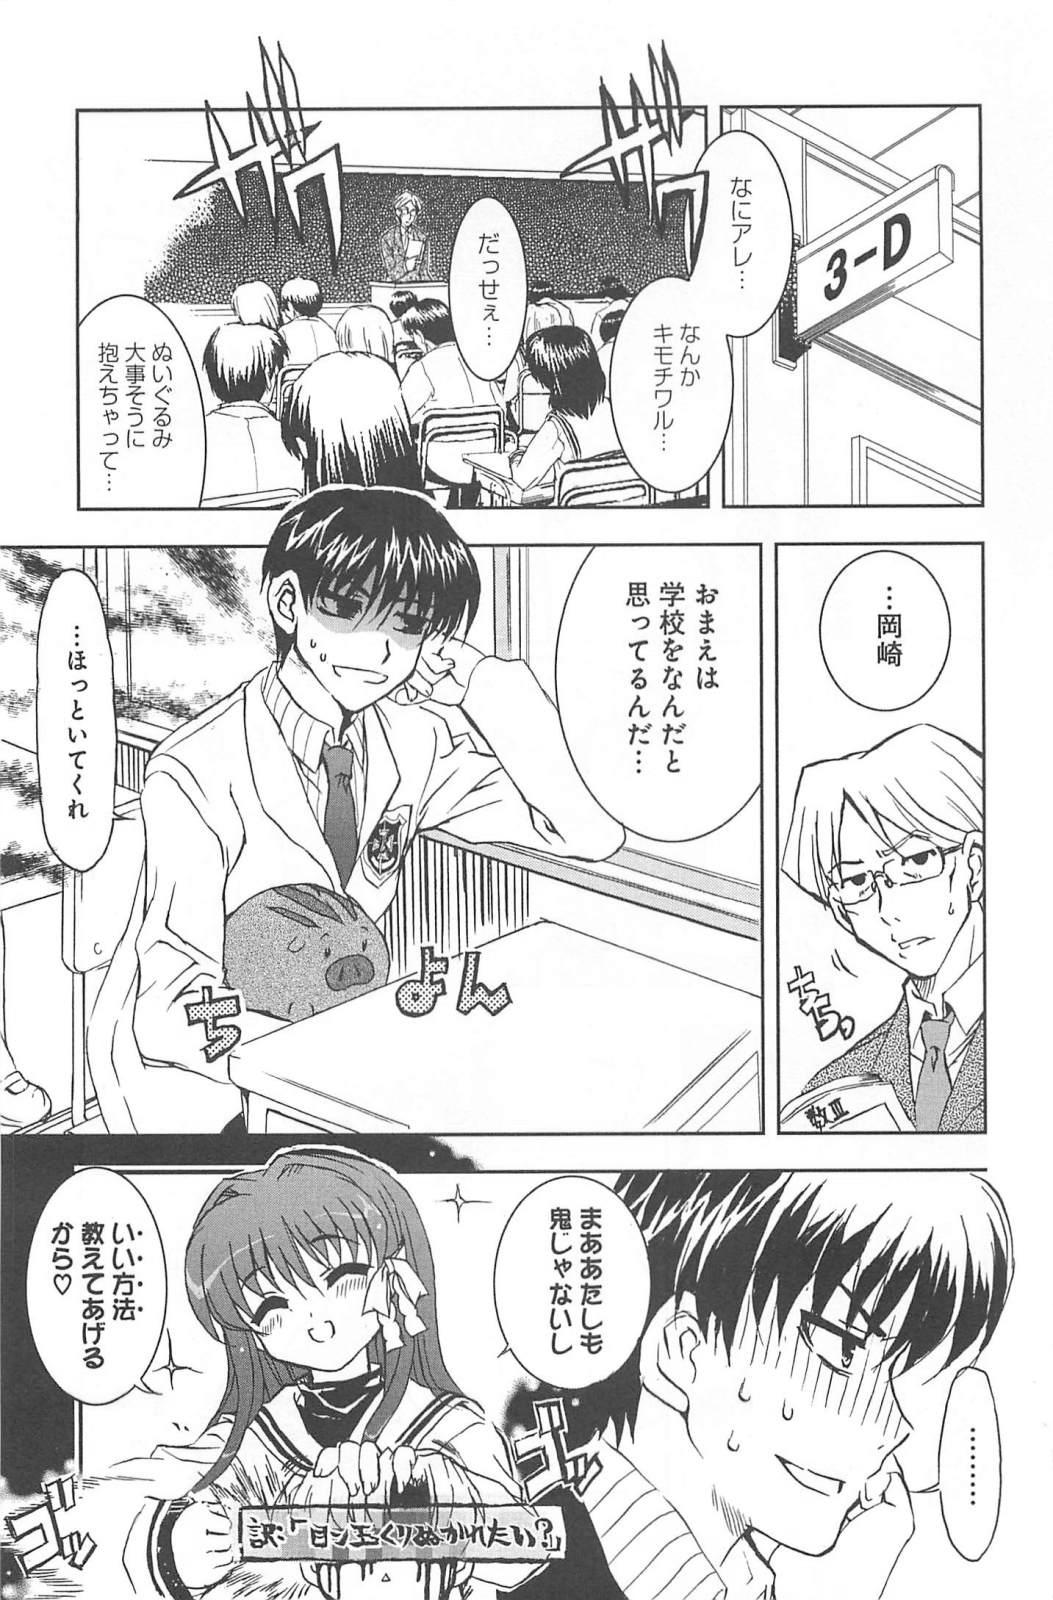 3-D
なにアレ…
なんか
キモチワル…
ザワッ
だっせぇ…
ザワッ
ぬいぐるみ
大事そうに
抱えちゃって…
…岡崎
ちらっ
数Ⅲ
おまえは
学校をなんだと
思ってるんだ…
ちょん
…ほっといてくれ
………
まああたしも
鬼じゃないし
ゴゴッ
いい方法
教えてあげる
から♡
ゴゴッ
訳・「目ン玉くりぬかれたい?」